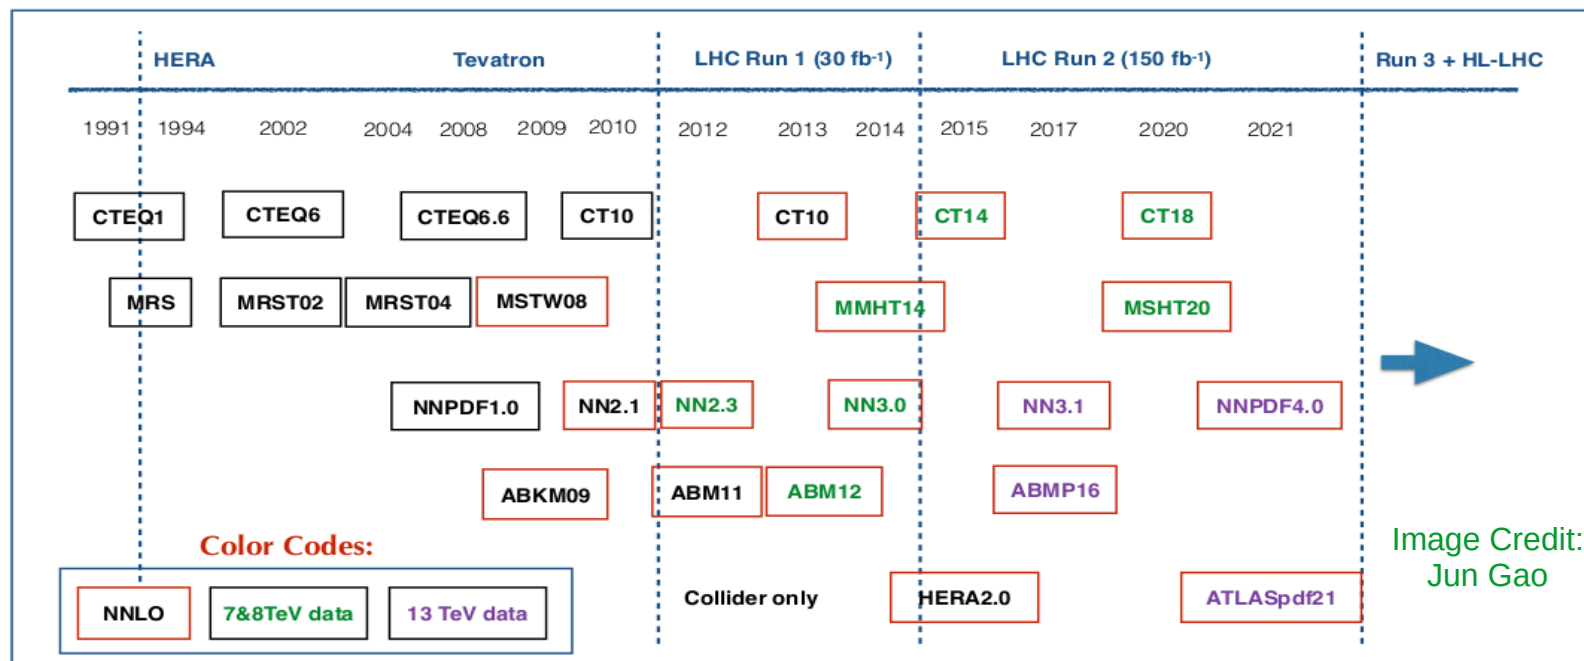 HERA Tevatron LHC Run 1 (30 fb⁻¹) LHC Run 2 (150 fb⁻¹) Run 3 + HL-LHC
1991 1994 2002 2004 2008 2009 2010 2012 2013 2014 2015 2017 2020 2021
CTEQ1 CTEQ6 CTEQ6.6 CT10 CT10 CT14 CT18
MRS MRST02 MRST04 MSTW08 MMHT14 MSHT20
NNPDF1.0 NN2.1 NN2.3 NN3.0 NN3.1 NNPDF4.0
ABKM09 ABM11 ABM12 ABMP16
Color Codes:
NNLO 7&8TeV data 13 TeV data
Collider only HERA2.0 ATLASpdf21
Image Credit:
Jun Gao